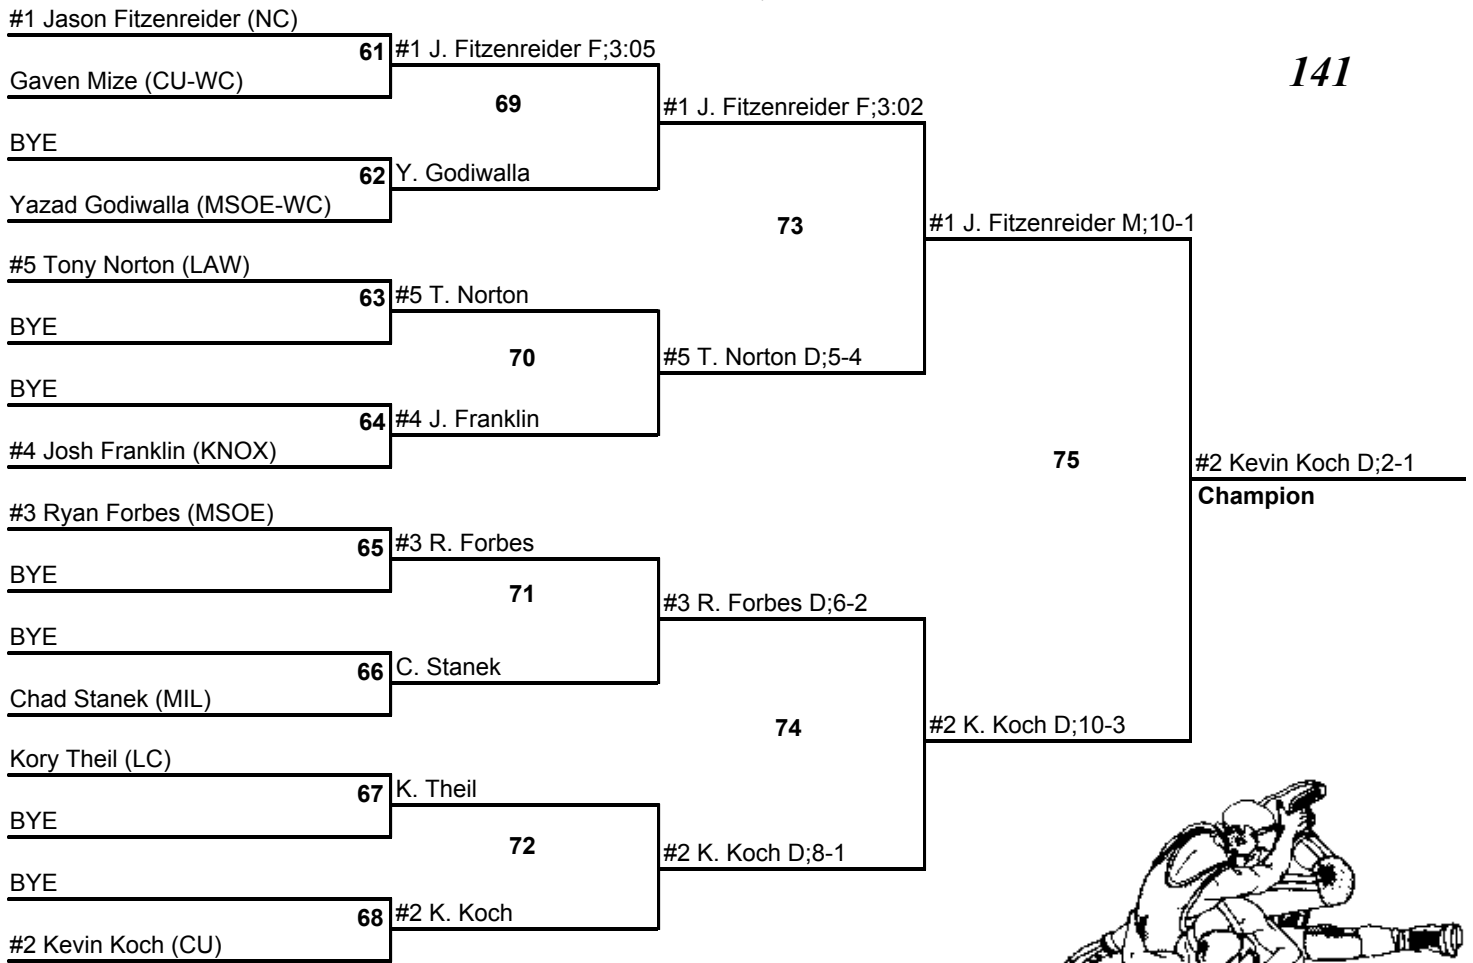 #1 Jason Fitzenreider (NC)
61
#1 J. Fitzenreider F;3:05
Gaven Mize (CU-WC)
141
69
#1 J. Fitzenreider F;3:02
BYE
62
Y. Godiwalla
Yazad Godiwalla (MSOE-WC)
73
#1 J. Fitzenreider M;10-1
#5 Tony Norton (LAW)
63
#5 T. Norton
BYE
70
#5 T. Norton D;5-4
BYE
64
#4 J. Franklin
#4 Josh Franklin (KNOX)
75
#2 Kevin Koch D;2-1
Champion
#3 Ryan Forbes (MSOE)
65
#3 R. Forbes
BYE
71
#3 R. Forbes D;6-2
BYE
66
C. Stanek
Chad Stanek (MIL)
74
#2 K. Koch D;10-3
Kory Theil (LC)
67
K. Theil
BYE
72
#2 K. Koch D;8-1
BYE
68
#2 K. Koch
#2 Kevin Koch (CU)